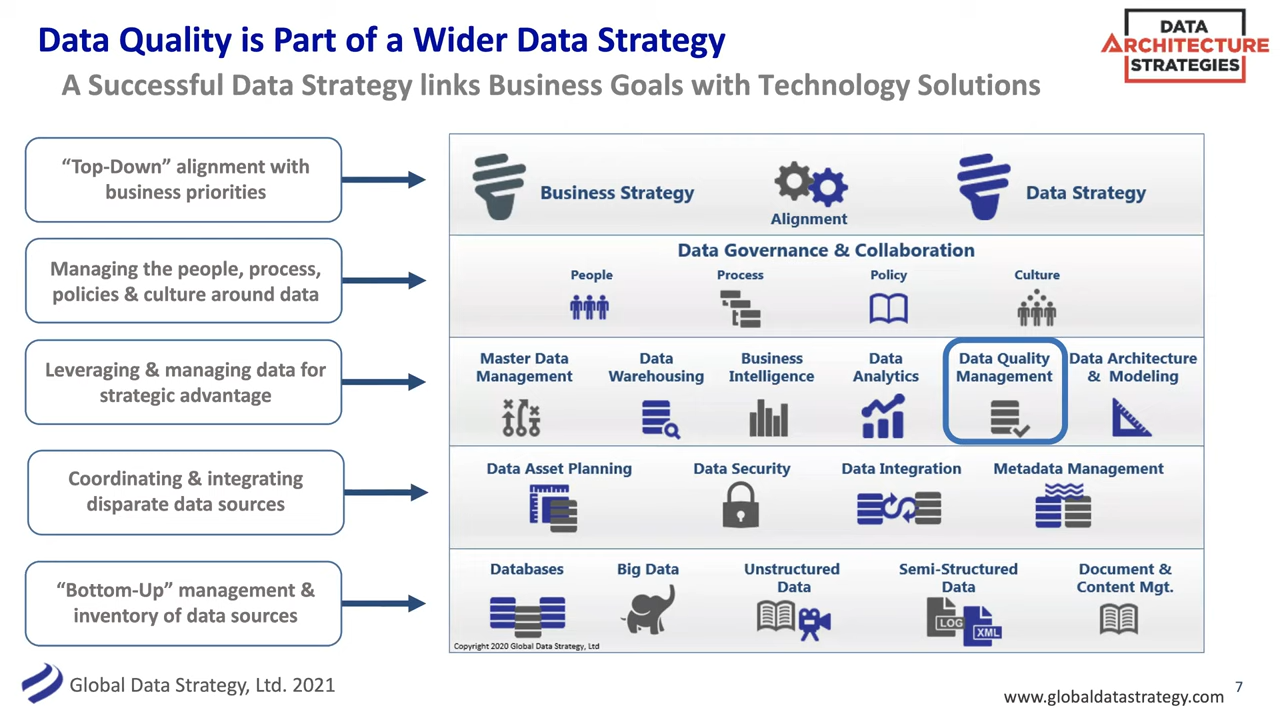 Data Quality is Part of a Wider Data Strategy
A Successful Data Strategy links Business Goals with Technology Solutions
DATA
ARCHITECTURE
STRATEGIES
“Top-Down” alignment with
business priorities
Business Strategy
Alignment
Data Strategy
Managing the people, process,
policies & culture around data
Data Governance & Collaboration
People
Process
Policy
Culture
Leveraging & managing data for
strategic advantage
Master Data
Management
Data
Warehousing
Business
Intelligence
Data
Analytics
Data Quality
Management
Data Architecture
& Modeling
Coordinating & integrating
disparate data sources
Data Asset Planning
Data Security
Data Integration
Metadata Management
“Bottom-Up” management &
inventory of data sources
Databases
Big Data
Unstructured
Data
Semi-Structured
Data
LOG
XML
Document &
Content Mgt.
Copyright 2020 Global Data Strategy, Ltd
Global Data Strategy, Ltd. 2021
www.globaldatastrategy.com
7